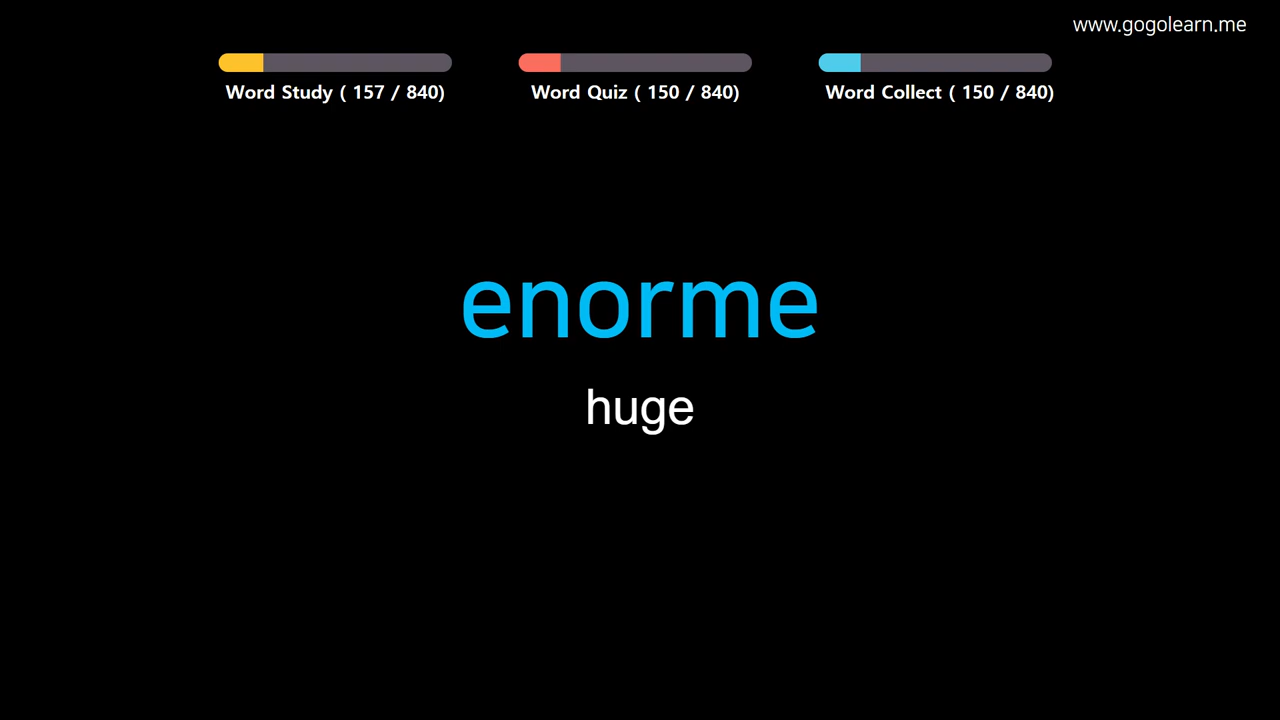 www.gogolearn.me
Word Study ( 157 / 840)
Word Quiz ( 150 / 840)
Word Collect ( 150 / 840)
enorme
huge